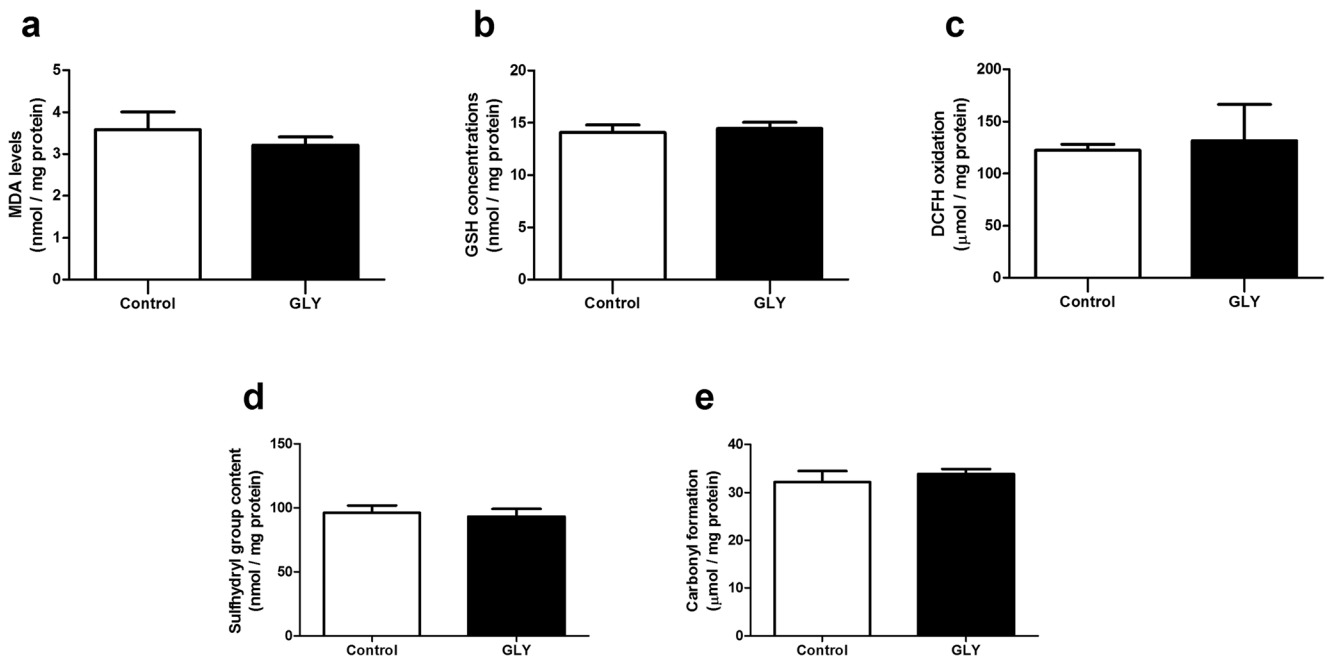 a
MDA levels
(nmol / mg protein)
5
4
3
2
1
0
Control GLY
b
GSH concentrations
(nmol / mg protein)
20
15
10
5
0
Control GLY
c
DCFH oxidation
(μmol / mg protein)
200
150
100
50
0
Control GLY
d
Sulfhydryl group content
(nmol / mg protein)
150
100
50
0
Control GLY
e
Carbonyl formation
(μmol / mg protein)
40
30
20
10
0
Control GLY